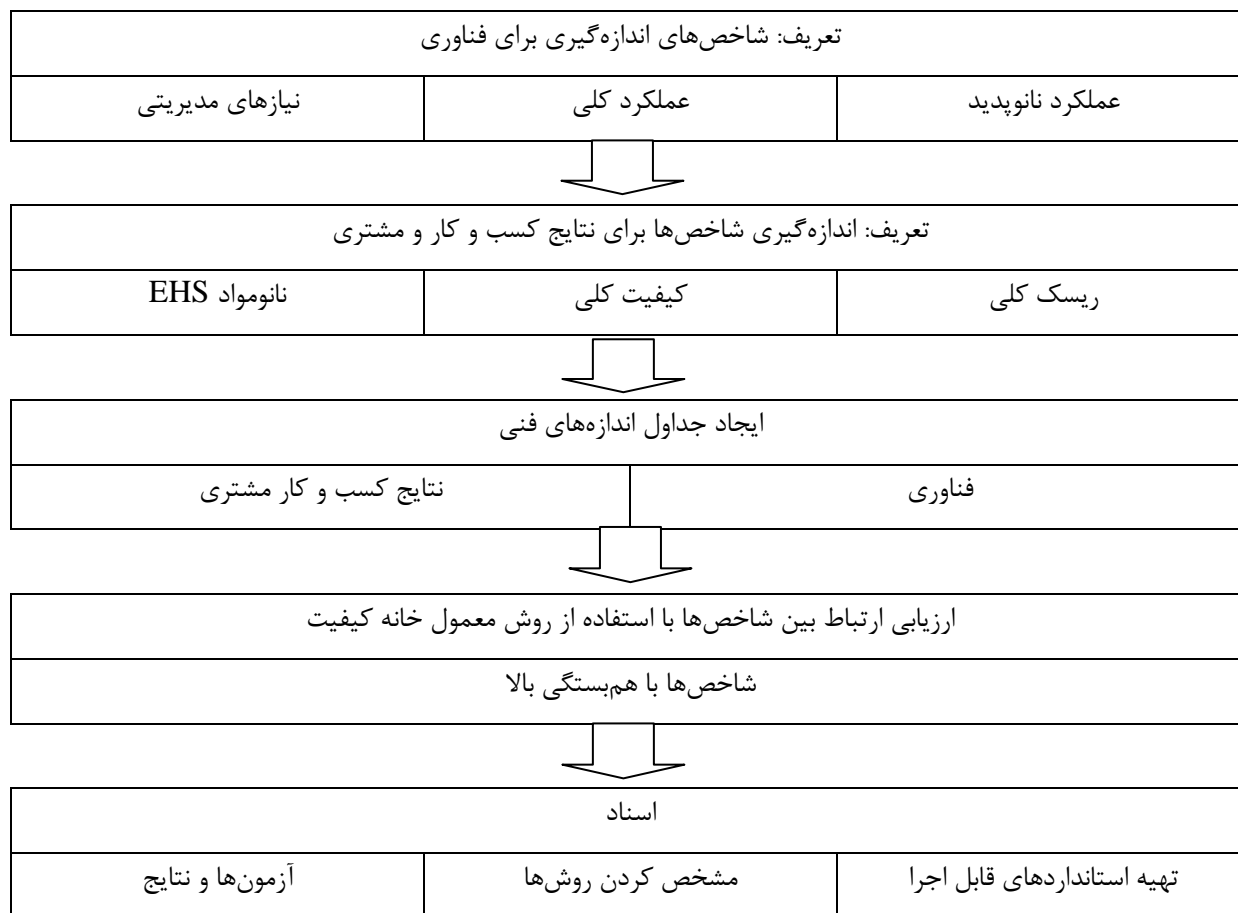 تعریف: شاخص‌های اندازه‌گیری برای فناوری
عملکرد نانوپدید
عملکرد کلی
نیازهای مدیریتی
تعریف: اندازه‌گیری شاخص‌ها برای نتایج کسب و کار و مشتری
ریسک کلی
کیفیت کلی
نانومواد EHS
ایجاد جداول اندازه‌های فنی
فناوری
نتایج کسب و کار مشتری
ارزیابی ارتباط بین شاخص‌ها با استفاده از روش معمول خانه کیفیت
شاخص‌ها با هم‌بستگی بالا
اسناد
تهیه استانداردهای قابل اجرا
مشخص کردن روش‌ها
آزمون‌ها و نتایج